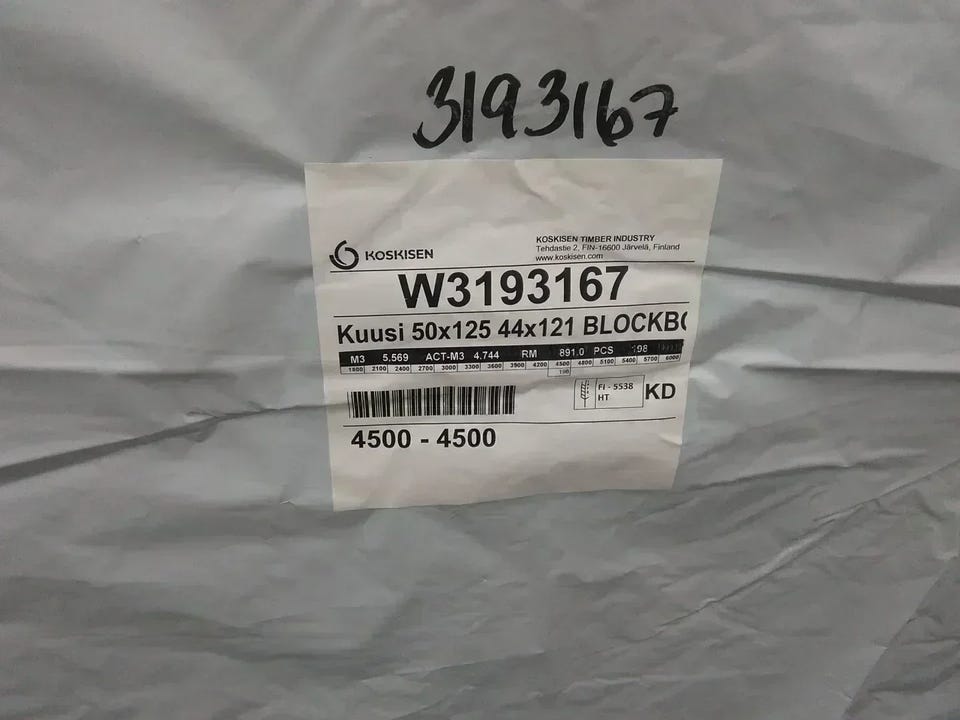 3193167
KOSKISEN
KOSKISEN TIMBER INDUSTRY
Tehdastie 2, FIN-16600 Järvelä, Finland
www.koskisen.com
W3193167
Kuusi 50x125 44x121 BLOCKBO
M3 5,569 ACT-M3 4.744 RM 891.0 PCS 198
1800 2100 2400 2700 3000 3300 3600 3900 4200 4500 4800 5100 5400 5700 6000
198
FI - 5538
HT
KD
4500 - 4500